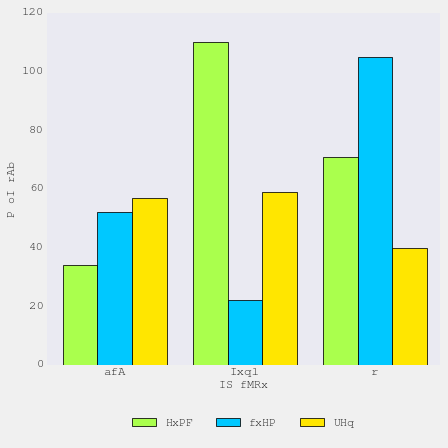 120
100
80
60
40
20
0
P oI rAb
afA Ixql r
IS fMRx
HxPF fxHP UHq